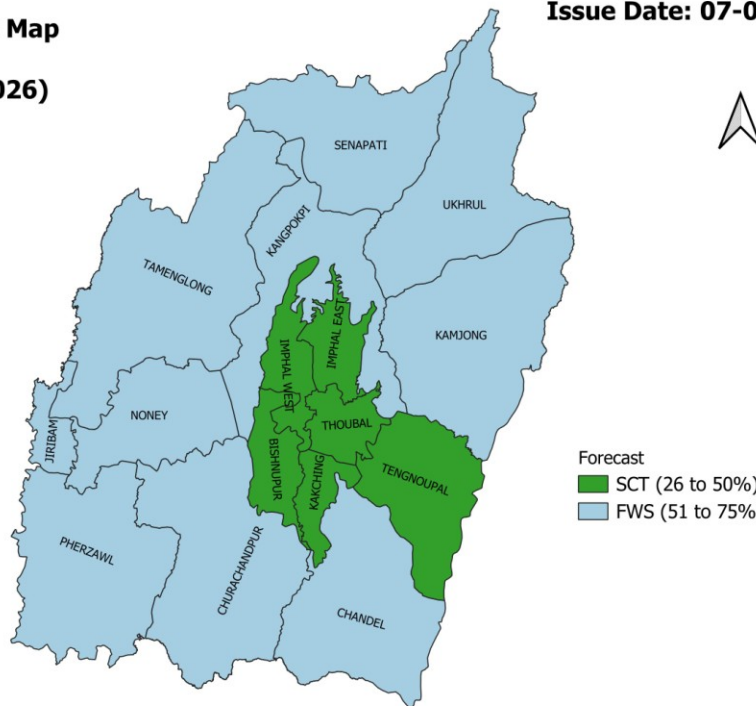 Map
Issue Date: 07-0
026)
SENAPATI
UKHRUL
KANGPOKPI
TAMENGLONG
KAMJONG
IMPHAL EAST
IMPHAL WEST
NONEY
JIRIBAM
THOUBAL
BISHNUPUR
KAKCHING
TENGNOUPAL
PHERZAWL
CHURACHANDPUR
CHANDEL
Forecast
SCT (26 to 50%)
FWS (51 to 75%